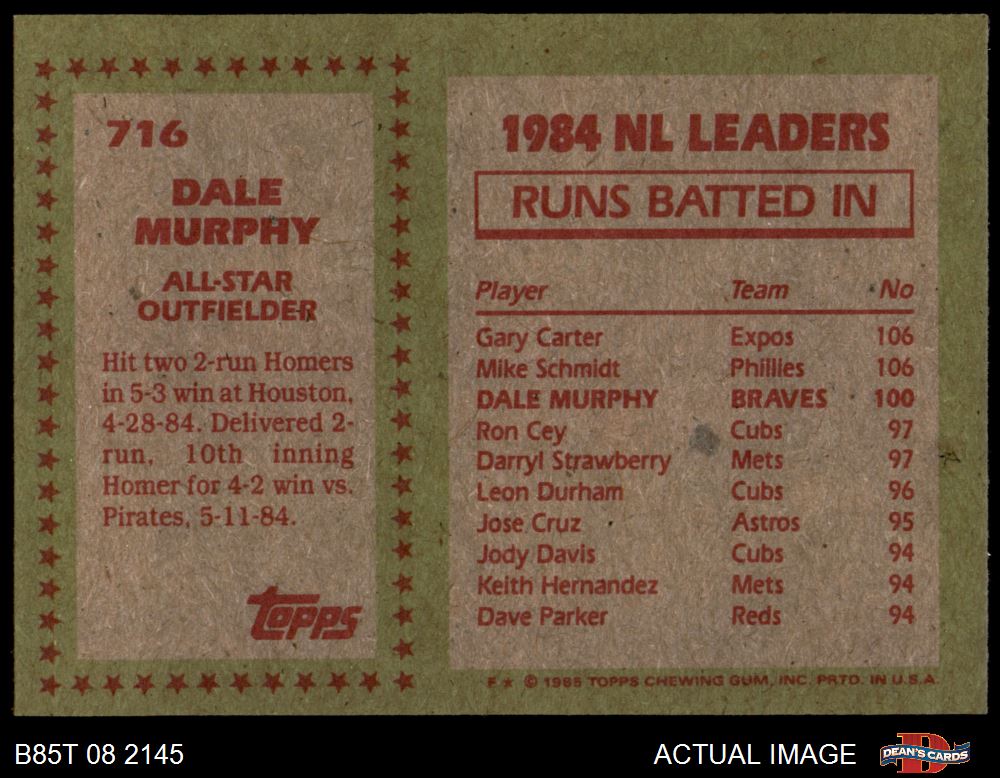 716
DALE
MURPHY
ALL-STAR
OUTFIELDER
Hit two 2-run Homers
in 5-3 win at Houston,
4-28-84. Delivered 2-
run, 10th inning
Homer for 4-2 win vs.
Pirates, 5-11-84.
topps
1984 NL LEADERS
RUNS BATTED IN
Player Team No
Gary Carter Expos 106
Mike Schmidt Phillies 106
DALE MURPHY BRAVES 100
Ron Cey Cubs 97
Darryl Strawberry Mets 97
Leon Durham Cubs 96
Jose Cruz Astros 95
Jody Davis Cubs 94
Keith Hernandez Mets 94
Dave Parker Reds 94
F★ © 1985 TOPPS CHEWING GUM, INC. PRTD. IN U.S.A.
B85T 08 2145
ACTUAL IMAGE
DEAN'S CARDS